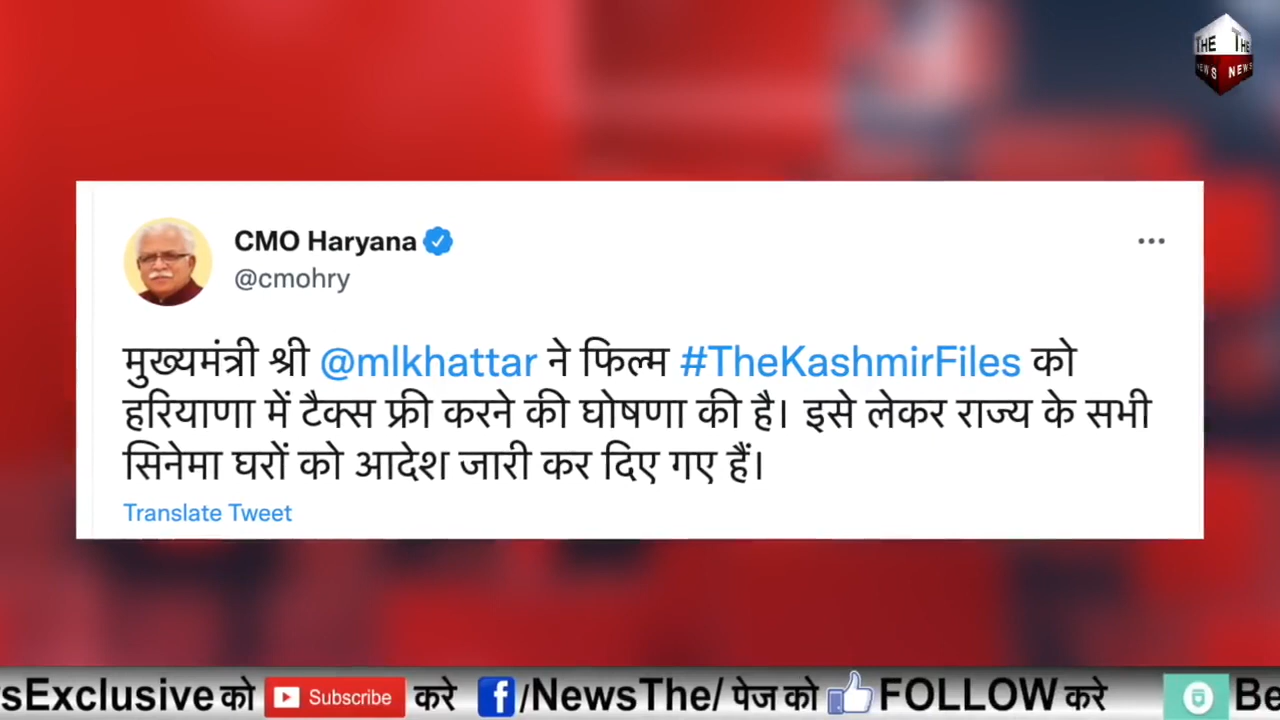 THE THE
NEWS NEWS
CMO Haryana
@cmohry
मुख्यमंत्री श्री @mlkhattar ने फिल्म #TheKashmirFiles को
हरियाणा में टैक्स फ्री करने की घोषणा की है। इसे लेकर राज्य के सभी
सिनेमा घरों को आदेश जारी कर दिए गए हैं।
Translate Tweet
sExclusive को Subscribe करे f /NewsThe/ पेज को FOLLOW करे Be